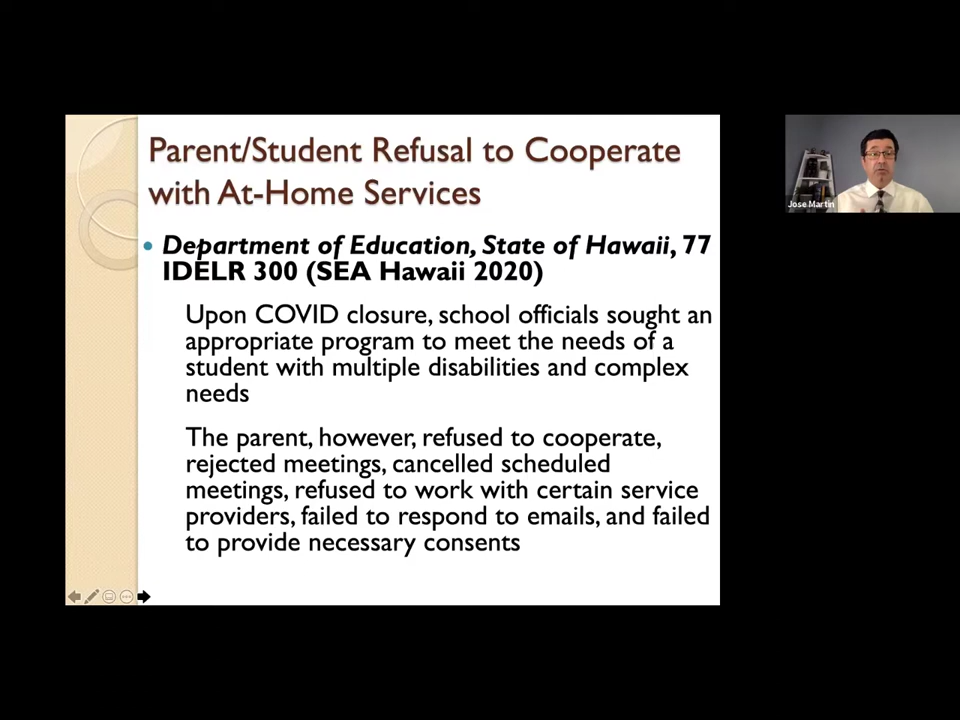 Parent/Student Refusal to Cooperate
with At-Home Services
Department of Education, State of Hawaii, 77
IDELR 300 (SEA Hawaii 2020)
Upon COVID closure, school officials sought an
appropriate program to meet the needs of a
student with multiple disabilities and complex
needs
The parent, however, refused to cooperate,
rejected meetings, cancelled scheduled
meetings, refused to work with certain service
providers, failed to respond to emails, and failed
to provide necessary consents
Jose Martin